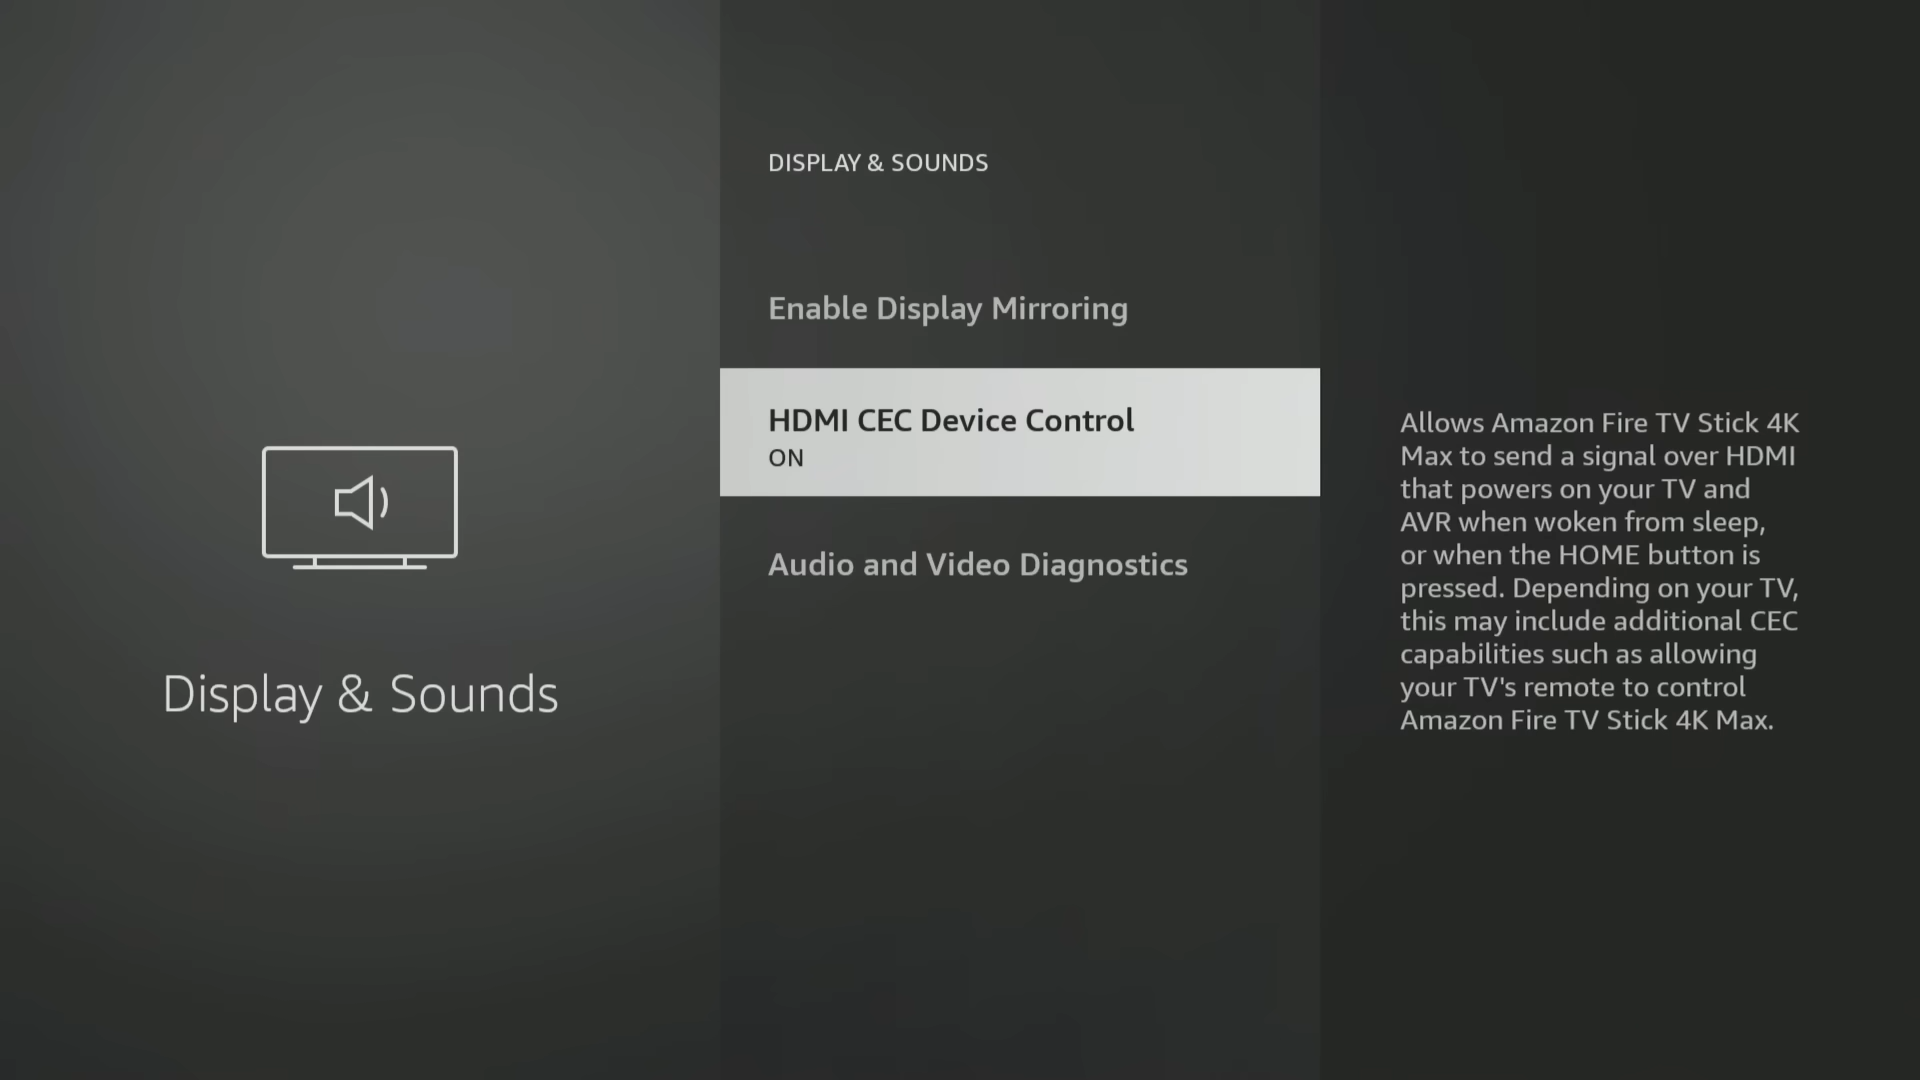 Display & Sounds
DISPLAY & SOUNDS
Enable Display Mirroring
HDMI CEC Device Control
ON
Audio and Video Diagnostics
Allows Amazon Fire TV Stick 4K
Max to send a signal over HDMI
that powers on your TV and
AVR when woken from sleep,
or when the HOME button is
pressed. Depending on your TV,
this may include additional CEC
capabilities such as allowing
your TV's remote to control
Amazon Fire TV Stick 4K Max.